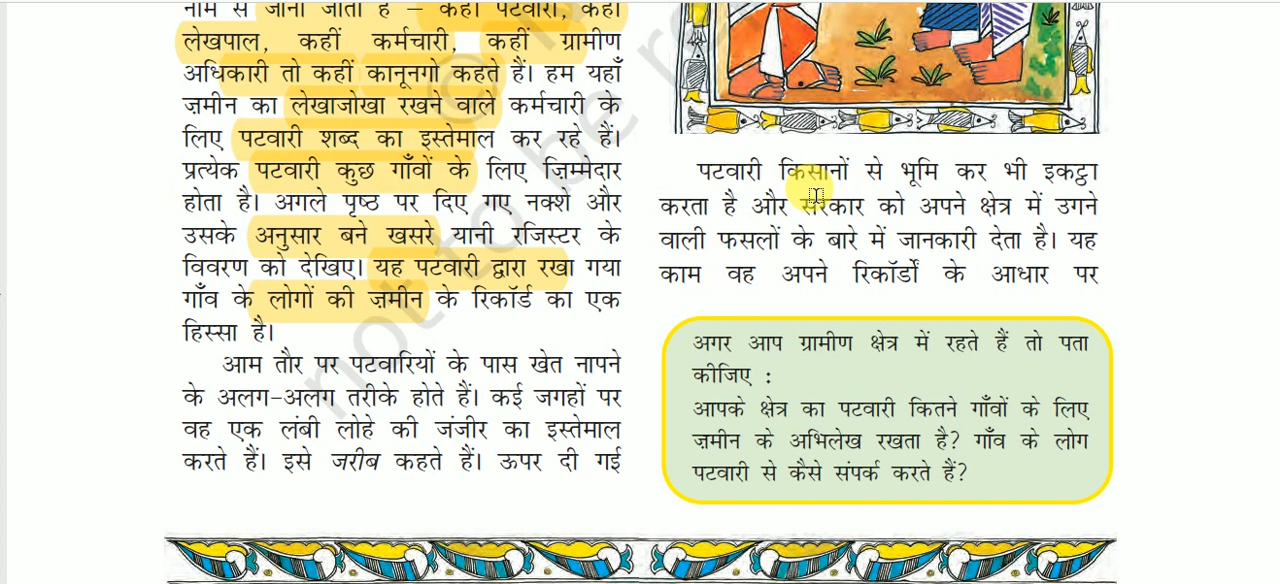 नाम से जाना जाता है – कहीं पटवारी, कहीं
लेखपाल, कहीं कर्मचारी, कहीं ग्रामीण
अधिकारी तो कहीं कानूनगो कहते हैं। हम यहाँ
ज़मीन का लेखाजोखा रखने वाले कर्मचारी के
लिए पटवारी शब्द का इस्तेमाल कर रहे हैं।
प्रत्येक पटवारी कुछ गाँवों के लिए ज़िम्मेदार
होता है। अगले पृष्ठ पर दिए गए नक्शे और
उसके अनुसार बने खसरे यानी रजिस्टर के
विवरण को देखिए। यह पटवारी द्वारा रखा गया
गाँव के लोगों की ज़मीन के रिकॉर्ड का एक
हिस्सा है।
आम तौर पर पटवारियों के पास खेत नापने
के अलग-अलग तरीके होते हैं। कई जगहों पर
वह एक लंबी लोहे की जंजीर का इस्तेमाल
करते हैं। इसे जरीब कहते हैं। ऊपर दी गई
पटवारी किसानों से भूमि कर भी इकट्ठा
करता है और सरकार को अपने क्षेत्र में उगने
वाली फसलों के बारे में जानकारी देता है। यह
काम वह अपने रिकॉर्डों के आधार पर
अगर आप ग्रामीण क्षेत्र में रहते हैं तो पता
कीजिए :
आपके क्षेत्र का पटवारी कितने गाँवों के लिए
ज़मीन के अभिलेख रखता है? गाँव के लोग
पटवारी से कैसे संपर्क करते हैं?
not to be re